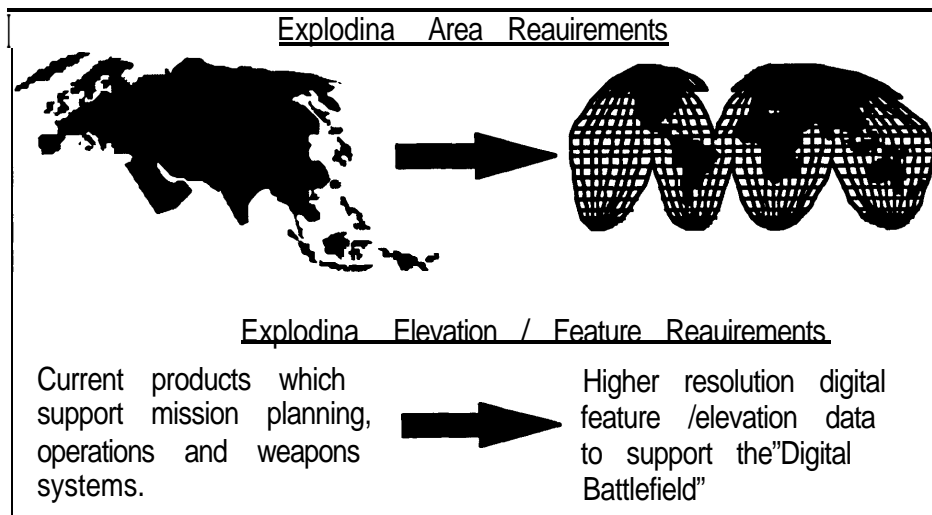 Explodina Area Reauirements
Explodina Elevation / Feature Reauirements
Current products which
support mission planning,
operations and weapons
systems.
Higher resolution digital
feature /elevation data
to support the"Digital
Battlefield"